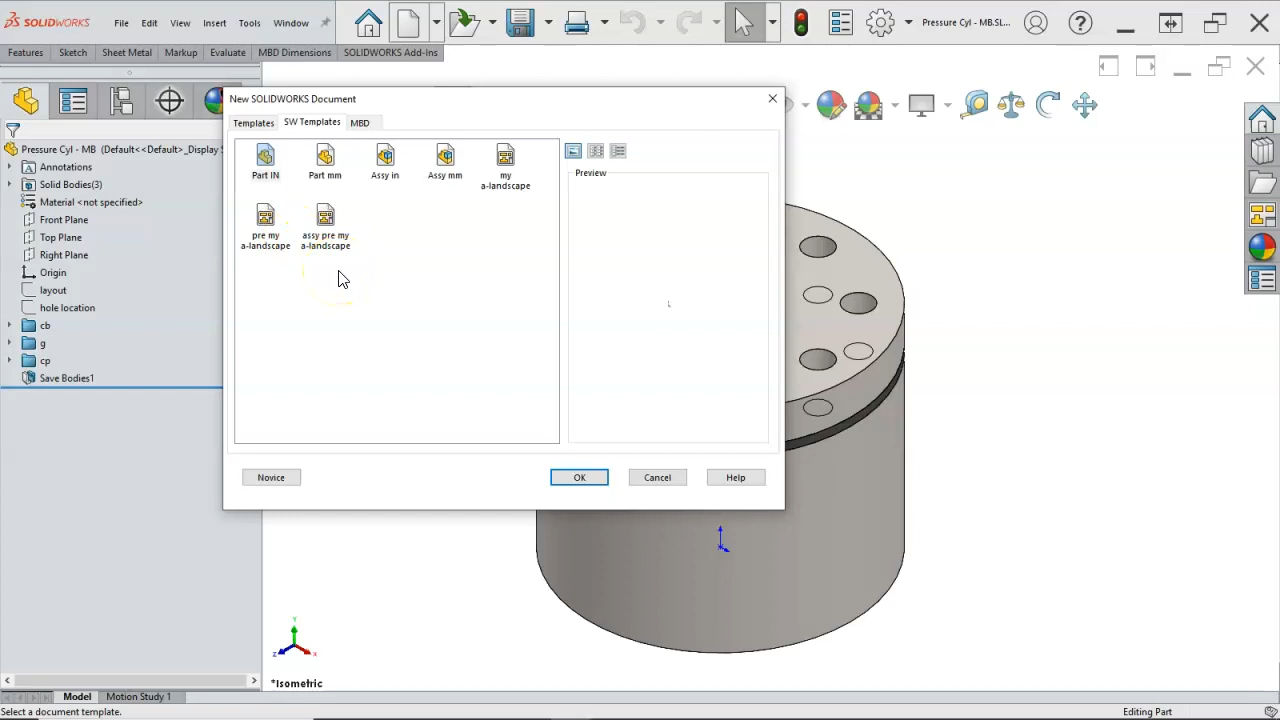 SOLIDWORKS File Edit View Insert Tools Window Pressure Cyl - MB.SL...
Features Sketch Sheet Metal Markup Evaluate MBD Dimensions SOLIDWORKS Add-Ins
New SOLIDWORKS Document
Templates SW Templates MBD
Part IN Part mm Assy in Assy mm my
a-landscape
pre my
a-landscape
assy pre my
a-landscape
Preview
Novice OK Cancel Help
Pressure Cyl - MB (Default<<Default>_Display S
Annotations
Solid Bodies(3)
Material <not specified>
Front Plane
Top Plane
Right Plane
Origin
layout
hole location
cb
g
cp
Save Bodies1
Y
Z
X
*Isometric
Model Motion Study 1
Select a document template. Editing Part